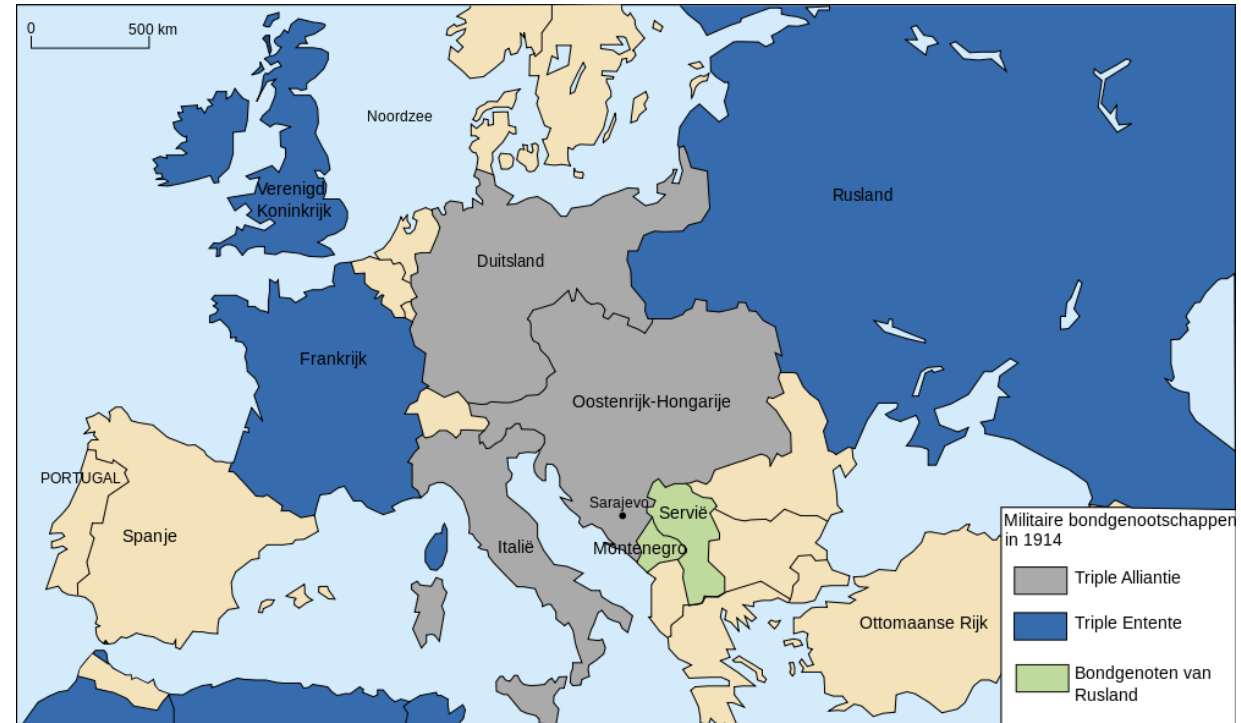 0 500 km
Noordzee
Verenigd
Koninkrijk
Rusland
Duitsland
Frankrijk
Oostenrijk-Hongarije
PORTUGAL
Spanje
Sarajevo
Servië
Italië
Montenegro
Ottomaanse Rijk
Militaire bondgenootschappen
in 1914
Triple Alliantie
Triple Entente
Bondgenoten van
Rusland